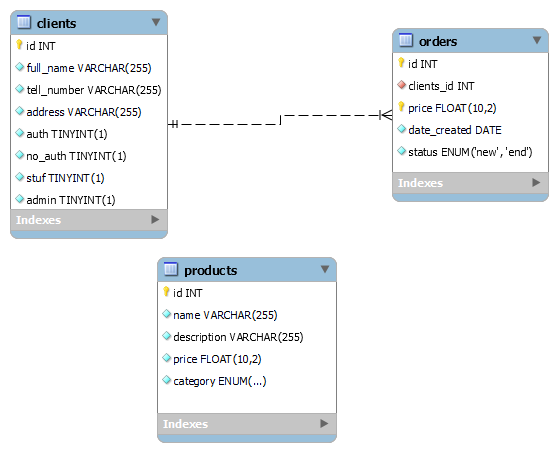 clients
id INT
full_name VARCHAR(255)
tell_number VARCHAR(255)
address VARCHAR(255)
auth TINYINT(1)
no_auth TINYINT(1)
stuf TINYINT(1)
admin TINYINT(1)
Indexes
orders
id INT
clients_id INT
price FLOAT(10,2)
date_created DATE
status ENUM('new', 'end')
Indexes
products
id INT
name VARCHAR(255)
description VARCHAR(255)
price FLOAT(10,2)
category ENUM(...)
Indexes